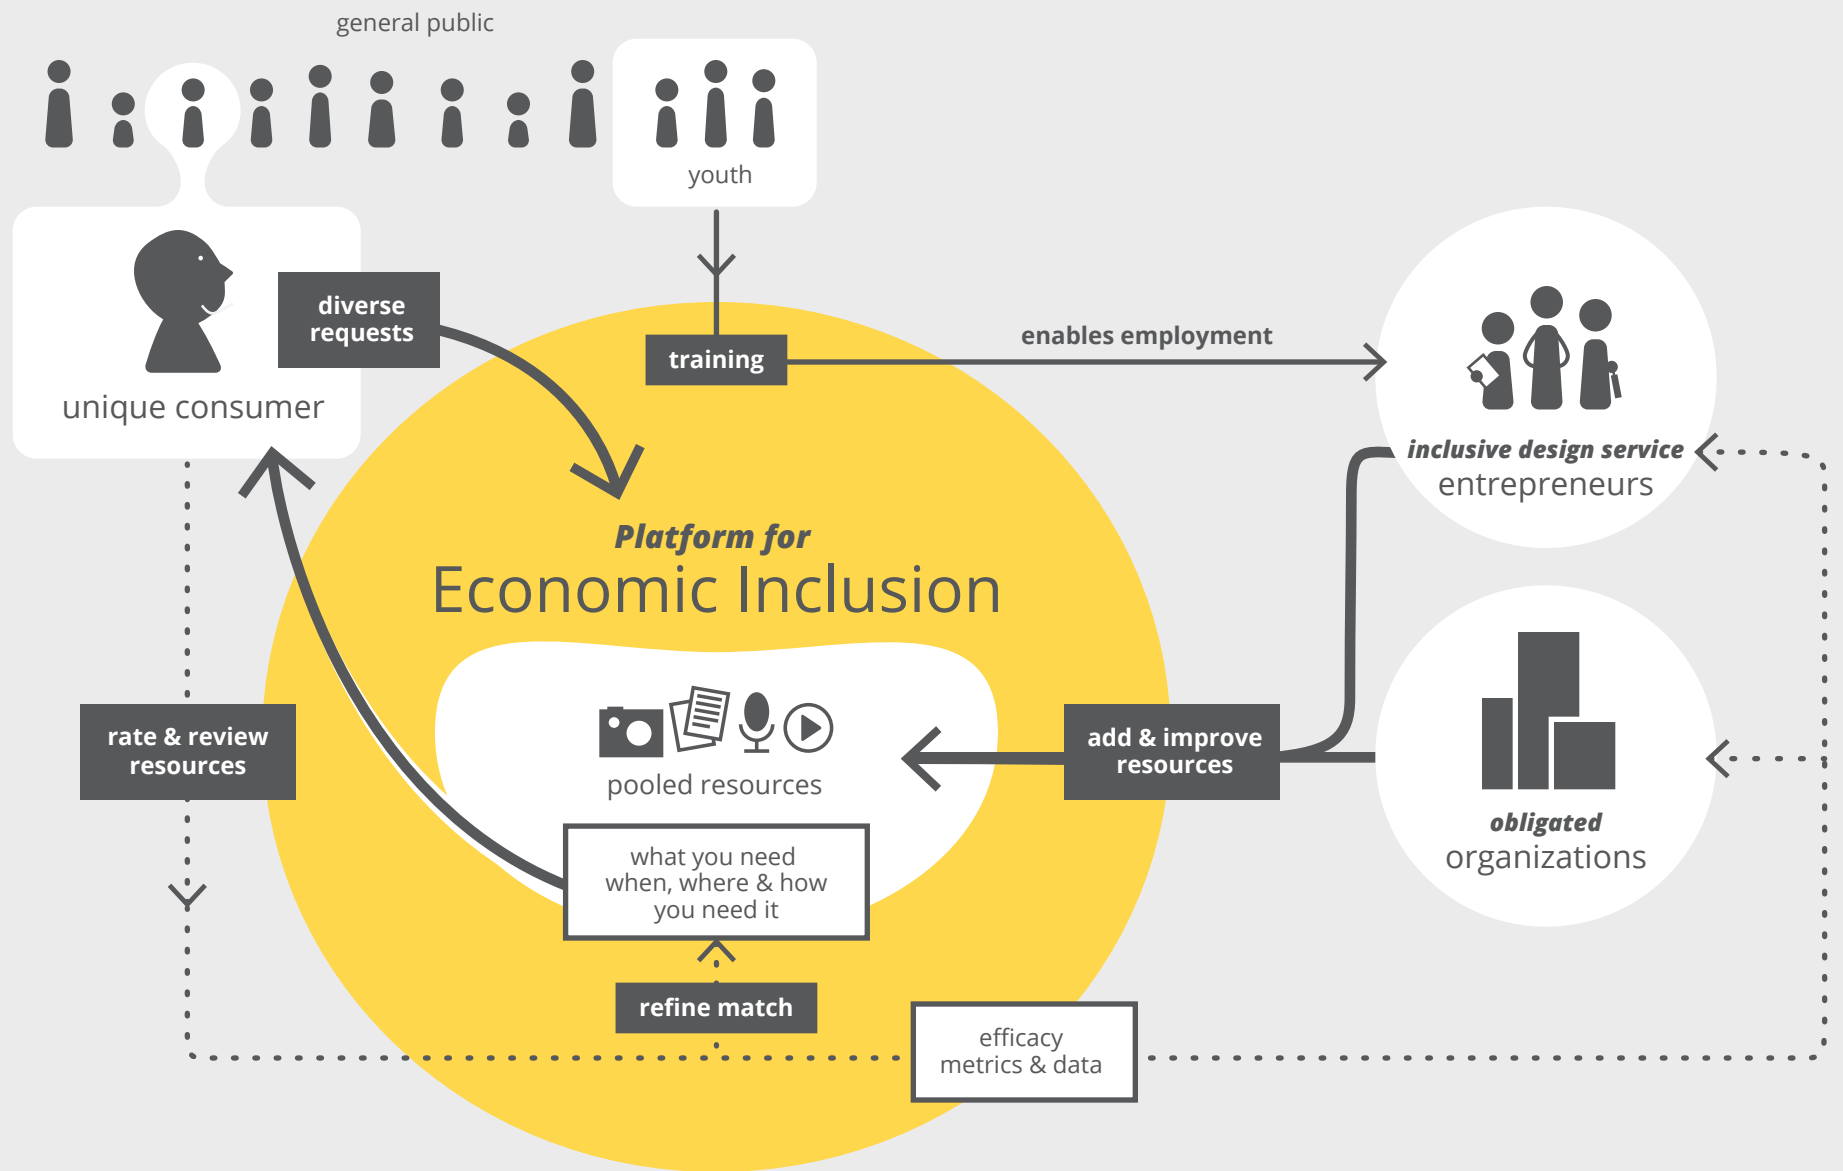 general public
youth
diverse
requests
unique consumer
training
enables employment
inclusive design service
entrepreneurs
Platform for
Economic Inclusion
rate & review
resources
pooled resources
add & improve
resources
what you need
when, where & how
you need it
obligated
organizations
refine match
efficacy
metrics & data